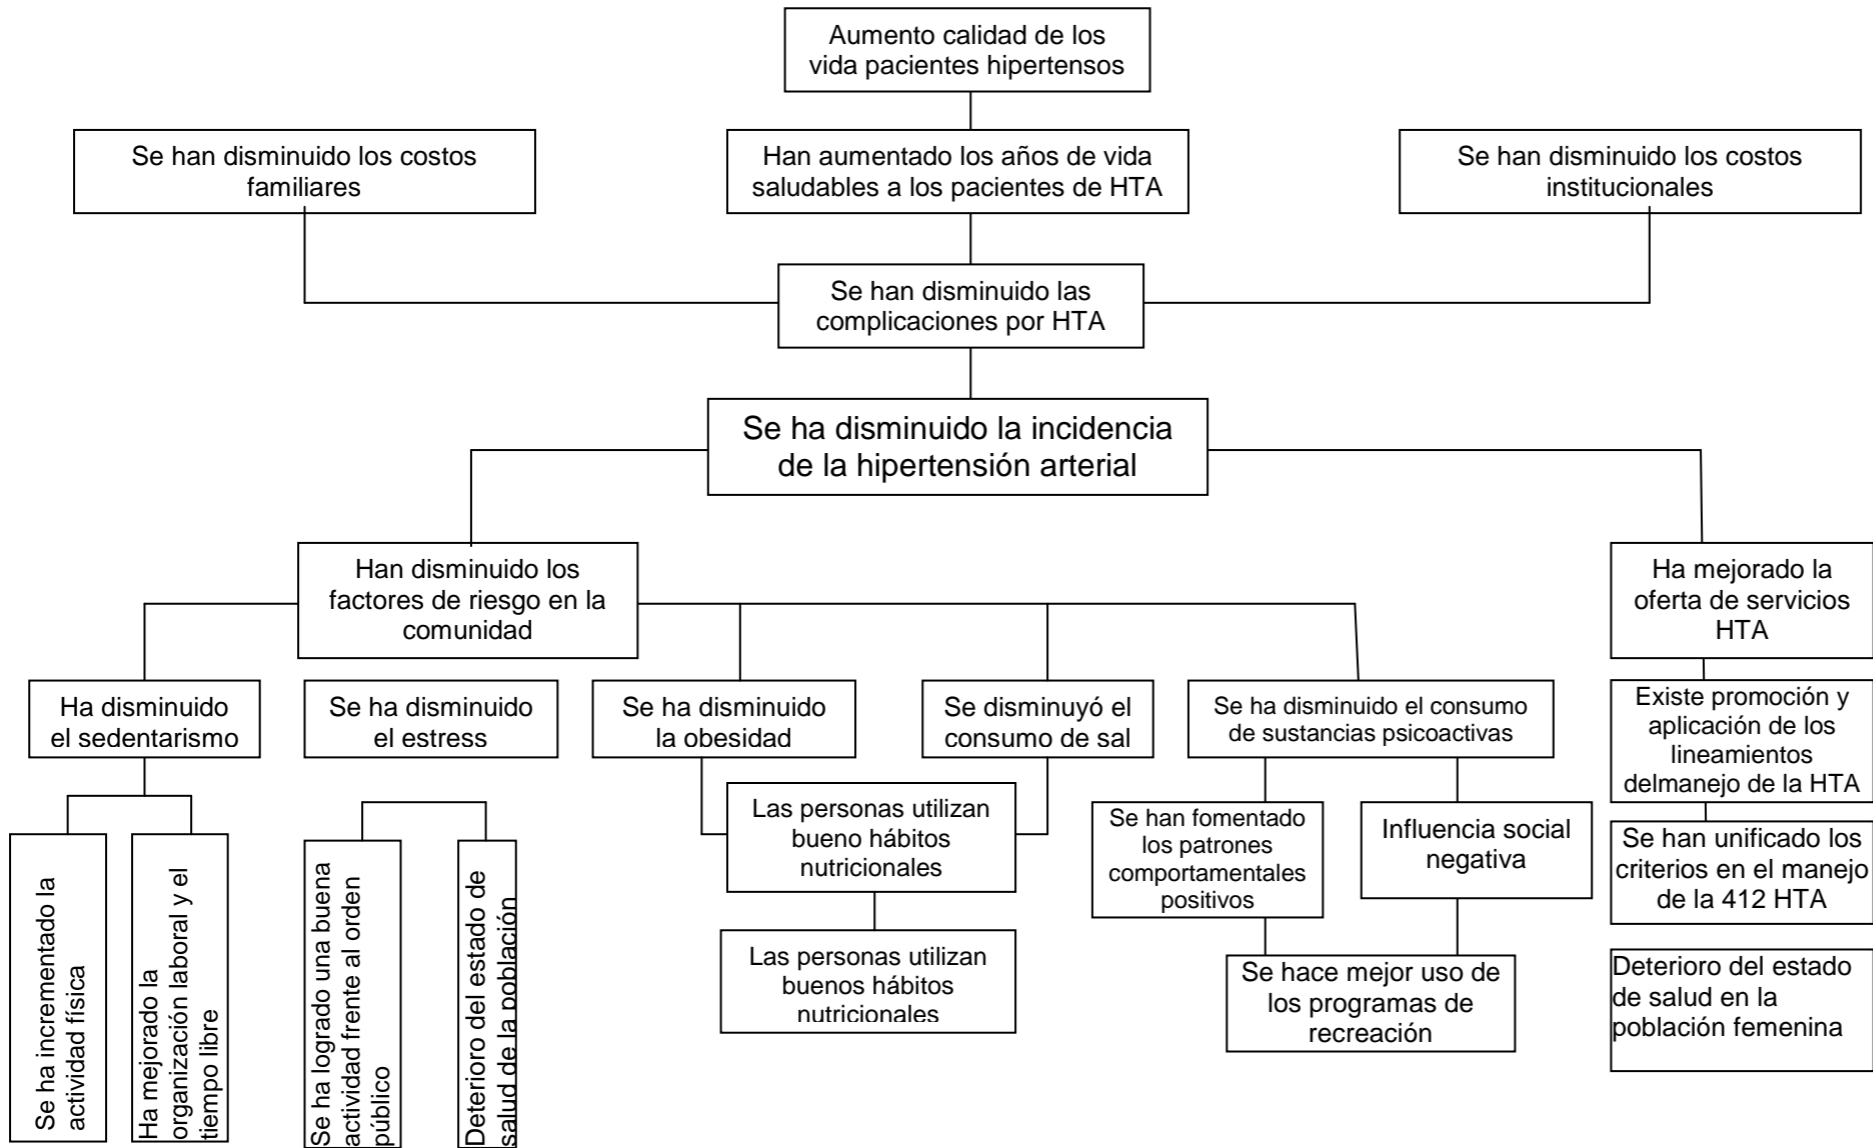 Aumento calidad de los
vida pacientes hipertensos
Se han disminuido los costos
familiares
Han aumentado los años de vida
saludables a los pacientes de HTA
Se han disminuido los costos
institucionales
Se han disminuido las
complicaciones por HTA
Se ha disminuido la incidencia
de la hipertensión arterial
Han disminuido los
factores de riesgo en la
comunidad
Ha mejorado la
oferta de servicios
HTA
Ha disminuido
el sedentarismo
Se ha disminuido
el estress
Se ha disminuido
la obesidad
Se disminuyó el
consumo de sal
Se ha disminuido el consumo
de sustancias psicoactivas
Existe promoción y
aplicación de los
lineamientos
delmanejo de la HTA
Se ha incrementado la
actividad física
Ha mejorado la
organización laboral y el
tiempo libre
Se ha logrado una buena
actividad frente al orden
público
Deterioro del estado de
salud de la población
Las personas utilizan
bueno hábitos
nutricionales
Las personas utilizan
buenos hábitos
nutricionales
Se han fomentado
los patrones
comportamentales
positivos
Influencia social
negativa
Se hace mejor uso de
los programas de
recreación
Se han unificado los
criterios en el manejo
de la 412 HTA
Deterioro del estado
de salud en la
población femenina